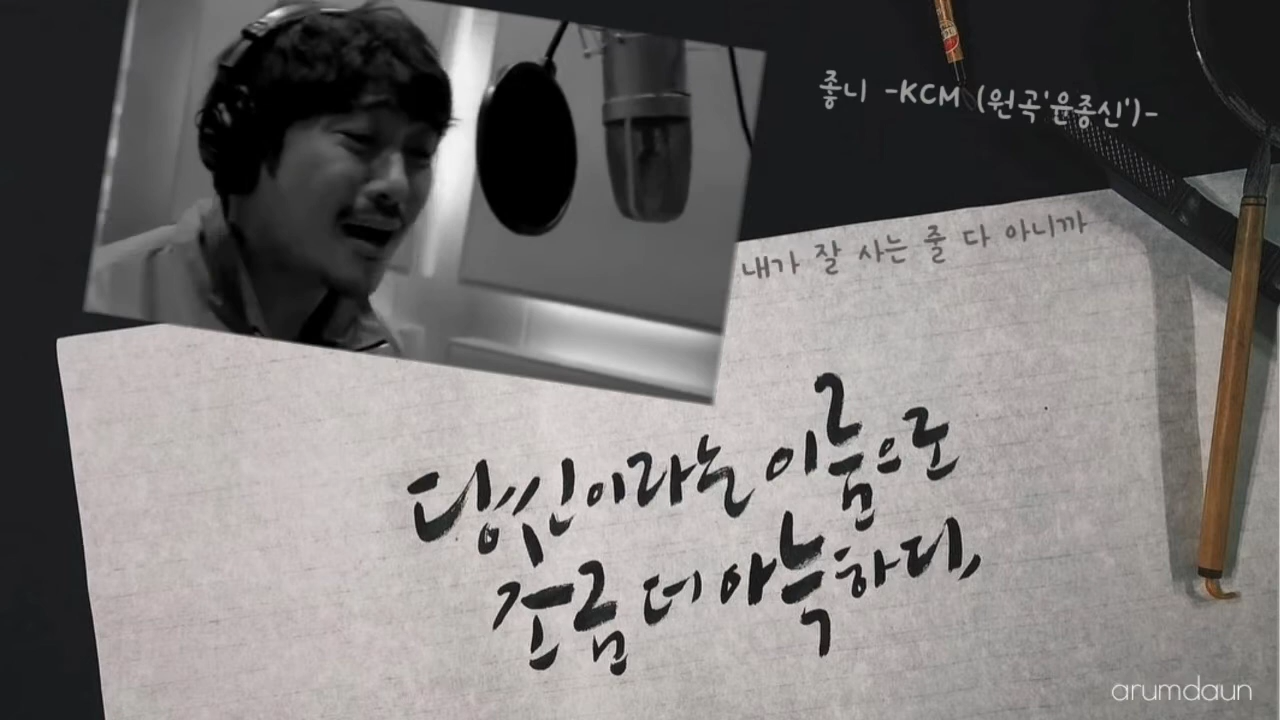 좋니 -KCM (원곡'윤종신')-
내가 잘 사는 줄 다 아니까
당신이라는 이름으로
조금 더 아늑하다,
arumdaun